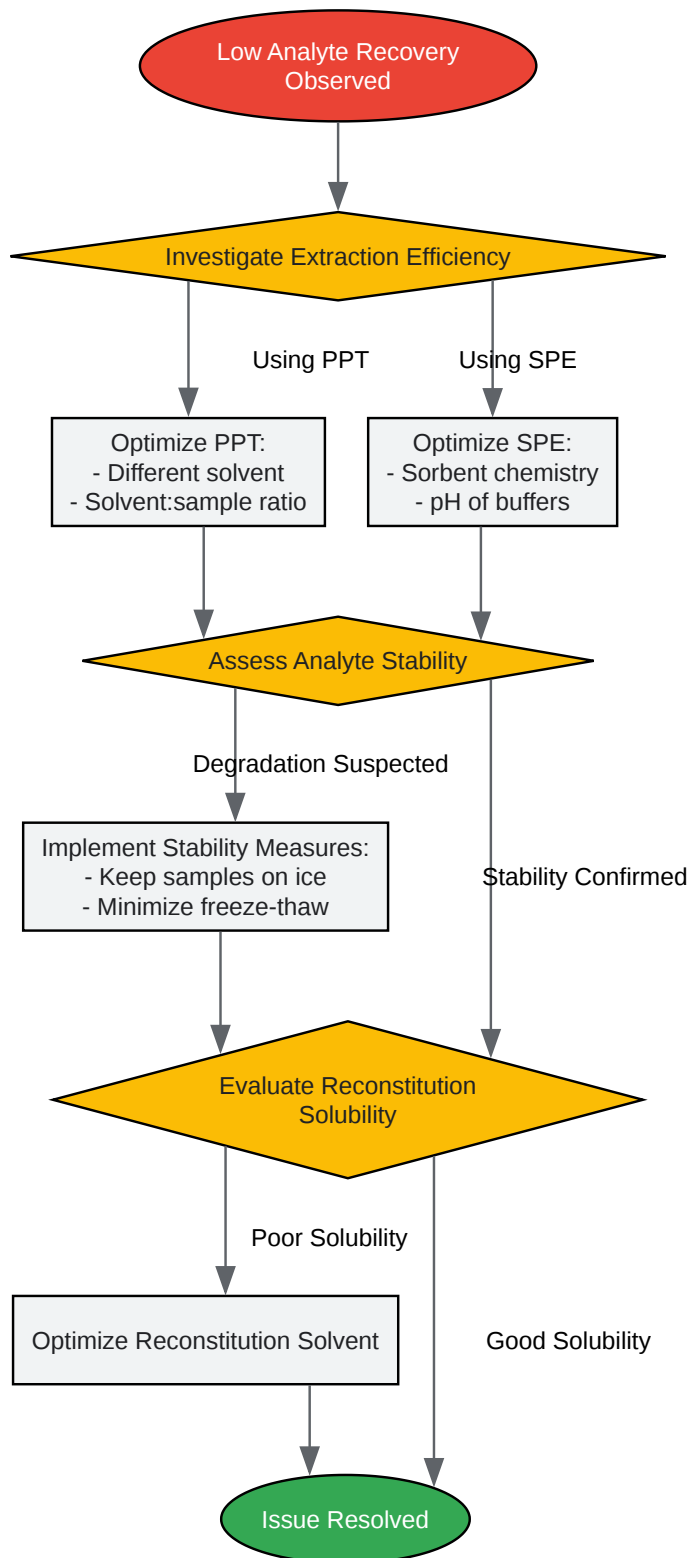 Low Analyte Recovery
Observed
Investigate Extraction Efficiency
Using PPT
Using SPE
Optimize PPT:
- Different solvent
- Solvent:sample ratio
Optimize SPE:
- Sorbent chemistry
- pH of buffers
Assess Analyte Stability
Degradation Suspected
Implement Stability Measures:
- Keep samples on ice
- Minimize freeze-thaw
Stability Confirmed
Evaluate Reconstitution
Solubility
Poor Solubility
Optimize Reconstitution Solvent
Good Solubility
Issue Resolved